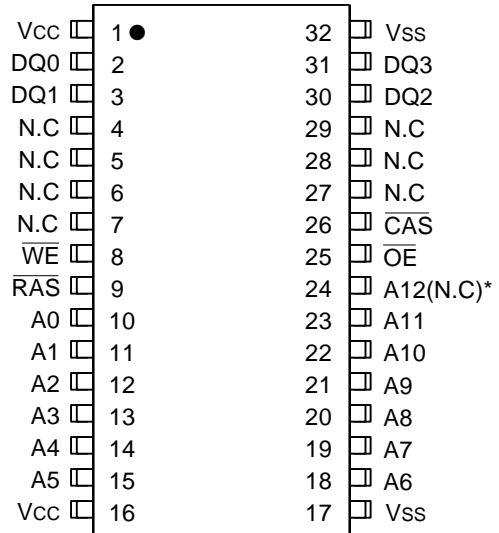 Vcc 1 32 Vss
DQ0 2 31 DQ3
DQ1 3 30 DQ2
N.C 4 29 N.C
N.C 5 28 N.C
N.C 6 27 N.C
N.C 7 26 CAS
WE 8 25 OE
RAS 9 24 A12(N.C)*
A0 10 23 A11
A1 11 22 A10
A2 12 21 A9
A3 13 20 A8
A4 14 19 A7
A5 15 18 A6
Vcc 16 17 Vss